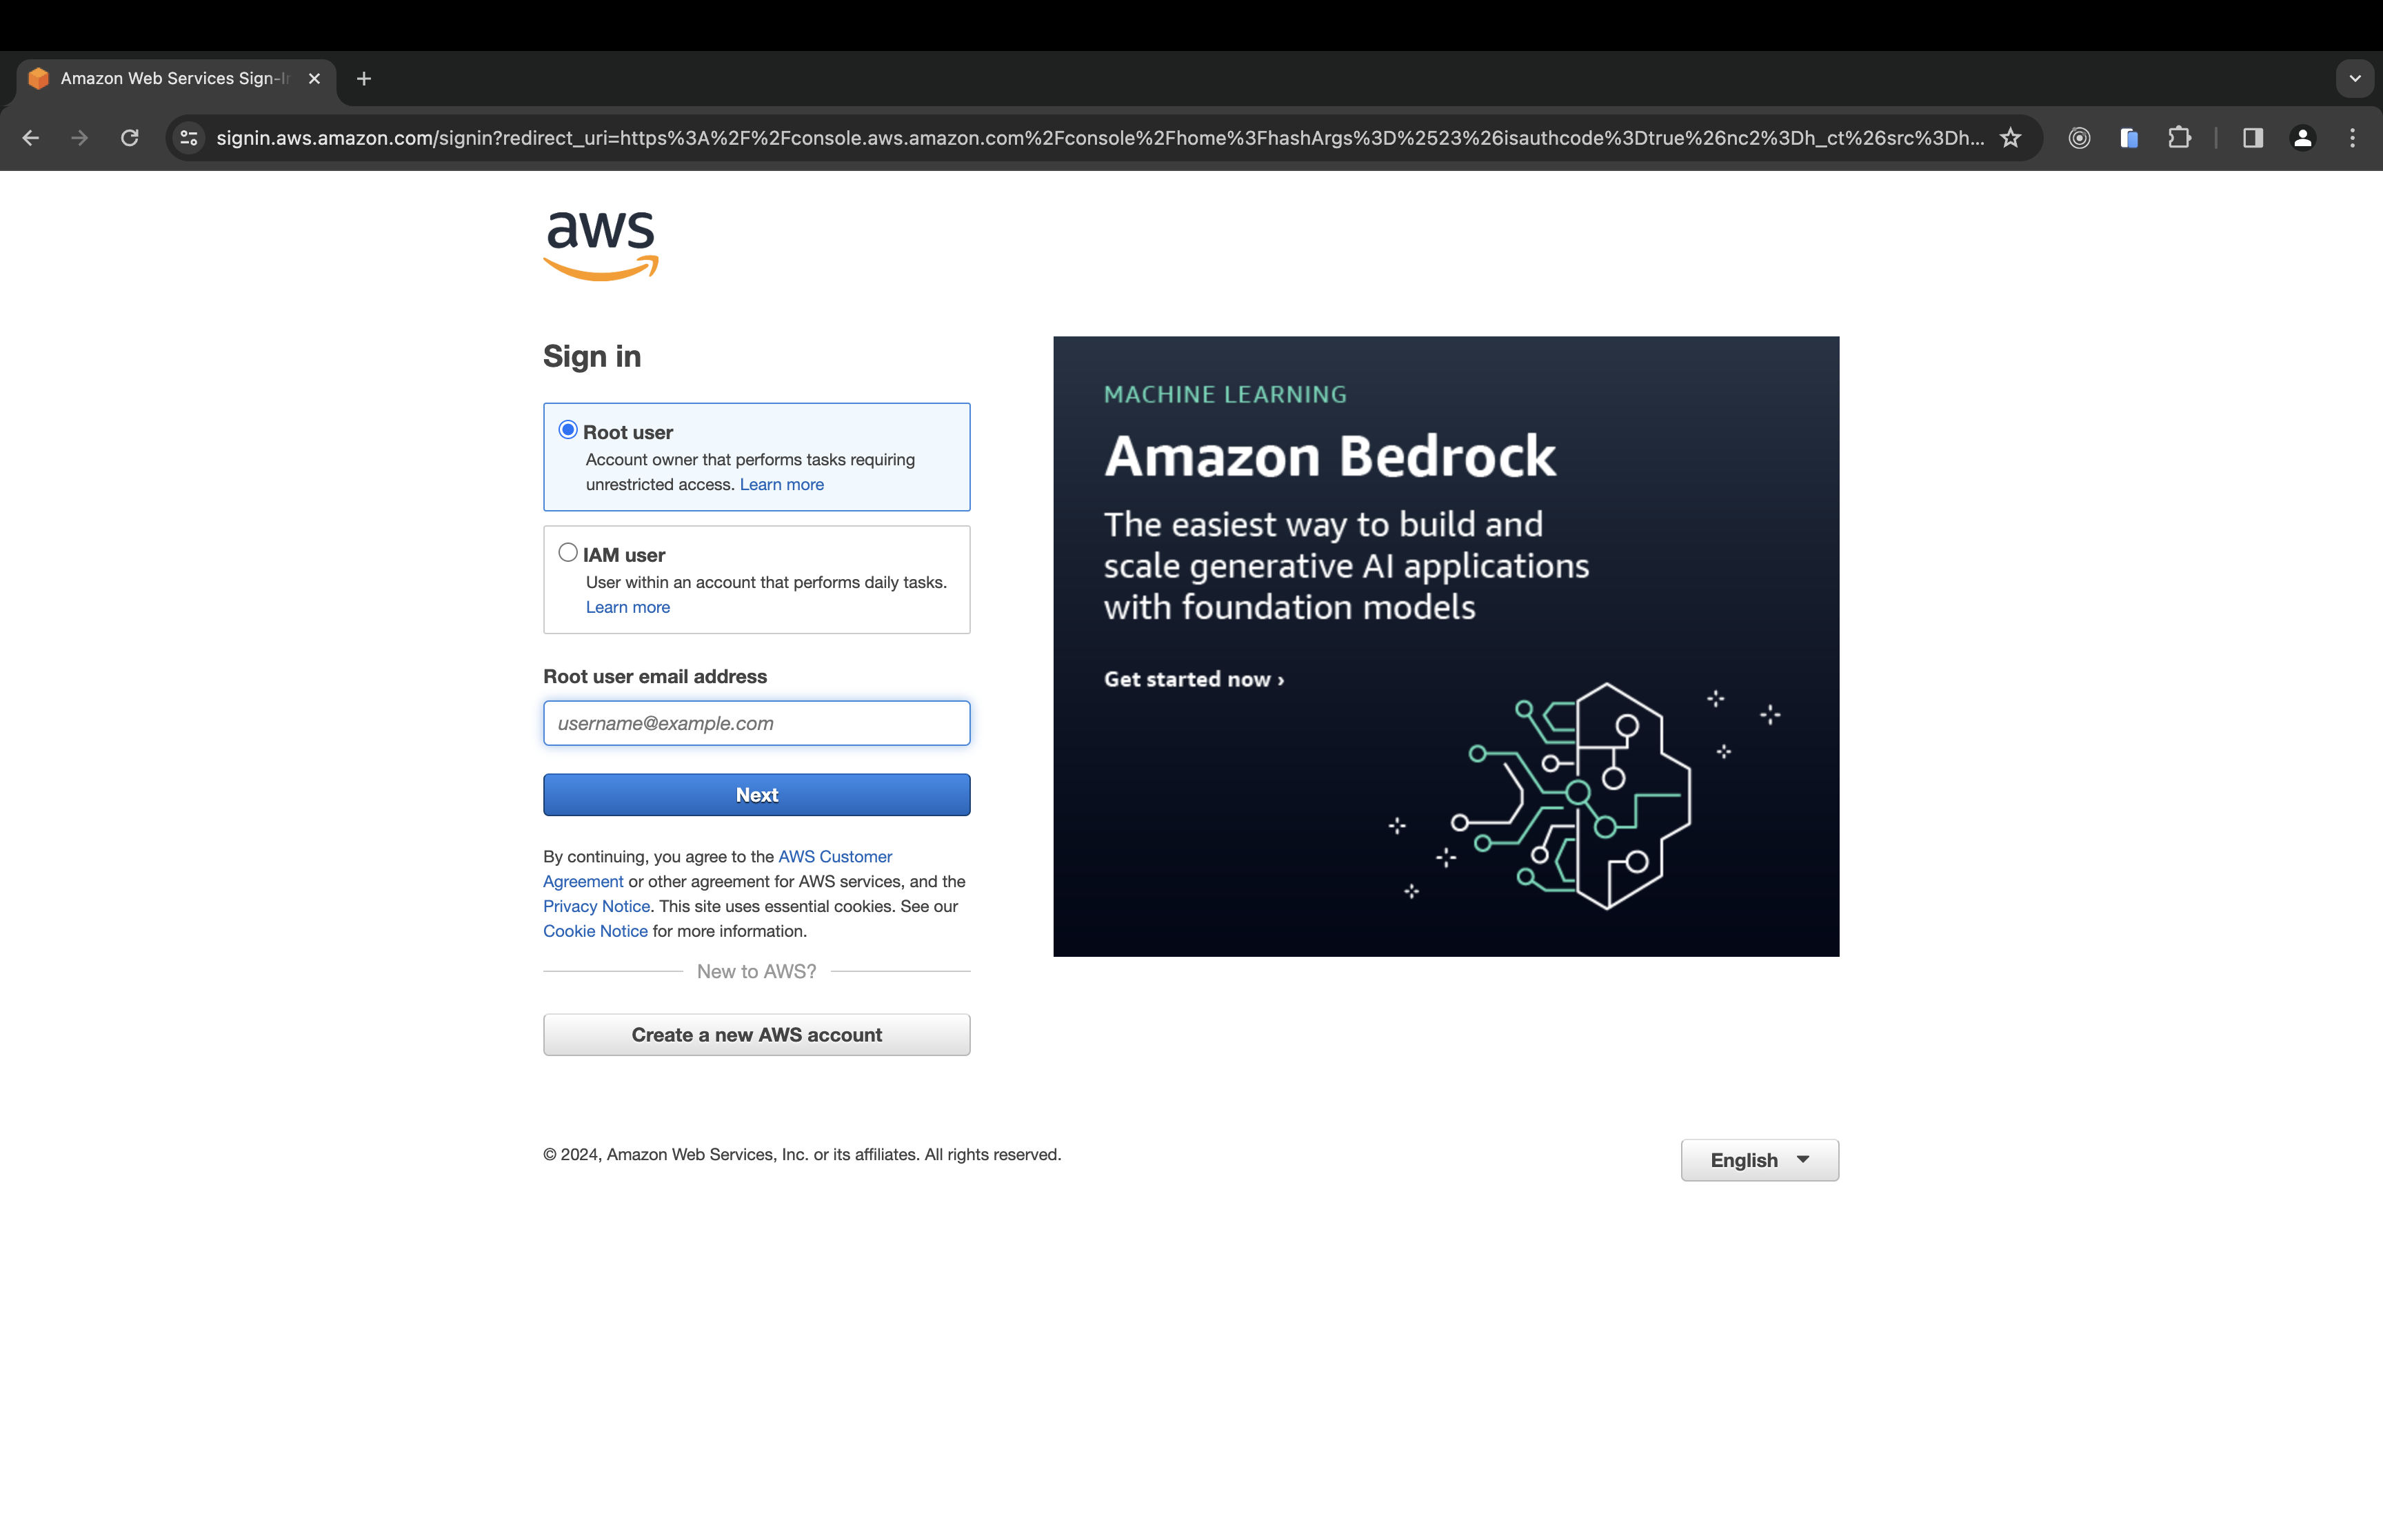 Amazon Web Services Sign-I
signin.aws.amazon.com/signin?redirect_uri=https%3A%2F%2Fconsole.aws.amazon.com%2Fconsole%2Fhome%3FhashArgs%3D%2523%26isauthcode%3Dtrue%26nc2%3Dh_ct%26src%3Dh...
aws
Sign in
Root user
Account owner that performs tasks requiring
unrestricted access. Learn more
IAM user
User within an account that performs daily tasks.
Learn more
Root user email address
username@example.com
Next
By continuing, you agree to the AWS Customer
Agreement or other agreement for AWS services, and the
Privacy Notice. This site uses essential cookies. See our
Cookie Notice for more information.
New to AWS?
Create a new AWS account
MACHINE LEARNING
Amazon Bedrock
The easiest way to build and
scale generative AI applications
with foundation models
Get started now ›
© 2024, Amazon Web Services, Inc. or its affiliates. All rights reserved.
English